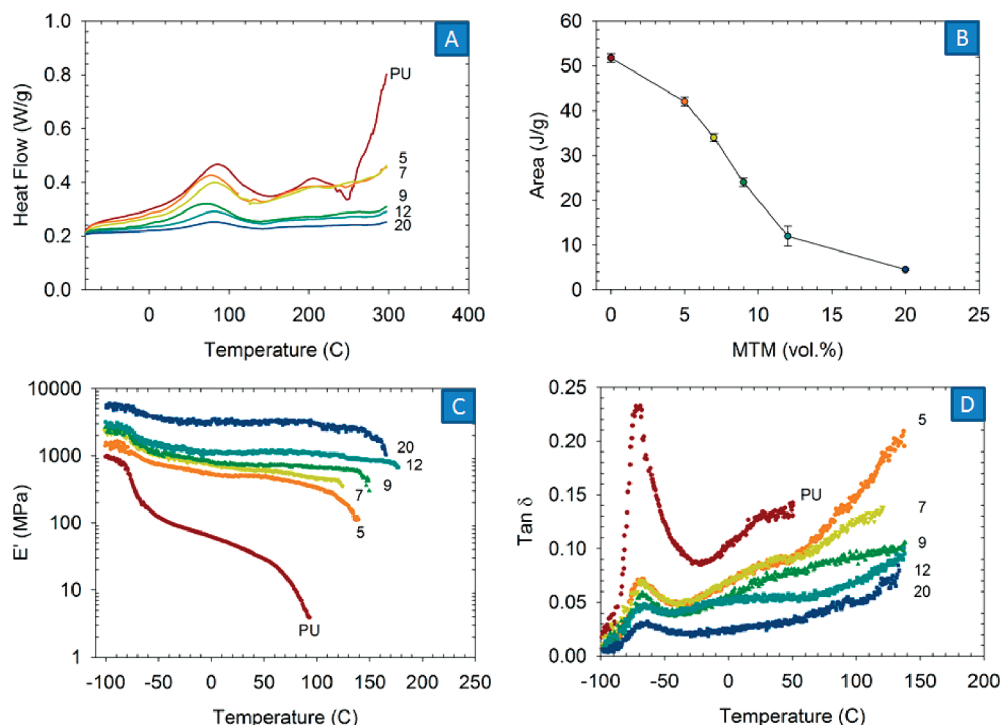 A
1.0
0.8
0.6
0.4
0.2
0.0
Heat Flow (W/g)
PU
5
7
9
12
20
0 100 200 300 400
Temperature (C)
B
60
50
40
30
20
10
0
Area (J/g)
0 5 10 15 20 25
MTM (vol.%)
C
10000
1000
100
10
1
E' (MPa)
20
12
9
7
5
PU
-100 -50 0 50 100 150 200 250
Temperature (C)
D
0.25
0.20
0.15
0.10
0.05
0.00
Tan δ
5
PU
7
9
12
20
-100 -50 0 50 100 150 200
Temperature (C)